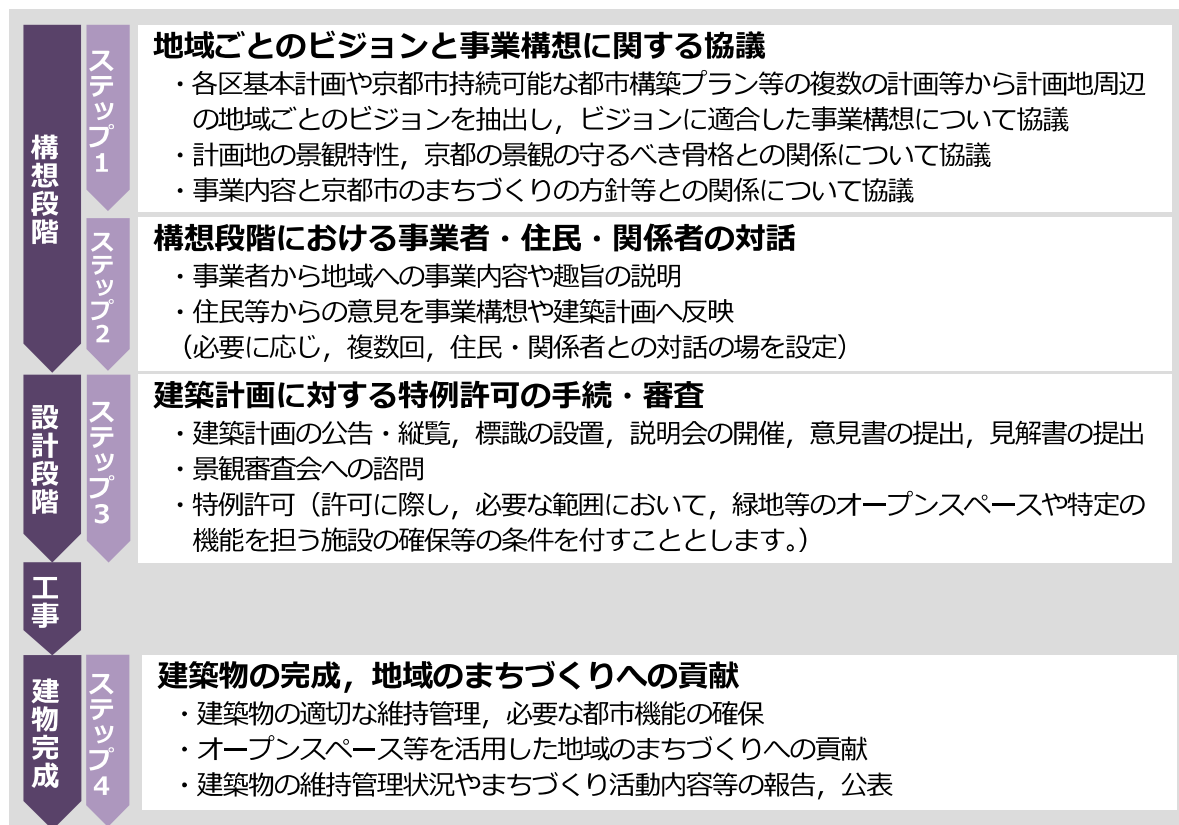 構想段階
ステップ1
地域ごとのビジョンと事業構想に関する協議
・各区基本計画や京都市持続可能な都市構築プラン等の複数の計画等から計画地周辺
の地域ごとのビジョンを抽出し，ビジョンに適合した事業構想について協議
・計画地の景観特性，京都の景観の守るべき骨格との関係について協議
・事業内容と京都市のまちづくりの方針等との関係について協議
ステップ2
構想段階における事業者・住民・関係者の対話
・事業者から地域への事業内容や趣旨の説明
・住民等からの意見を事業構想や建築計画へ反映
（必要に応じ，複数回，住民・関係者との対話の場を設定）
設計段階
ステップ3
建築計画に対する特例許可の手続・審査
・建築計画の公告・縦覧，標識の設置，説明会の開催，意見書の提出，見解書の提出
・景観審査会への諮問
・特例許可（許可に際し，必要な範囲において，緑地等のオープンスペースや特定の
機能を担う施設の確保等の条件を付すこととします。）
工事
建物完成
ステップ4
建築物の完成，地域のまちづくりへの貢献
・建築物の適切な維持管理，必要な都市機能の確保
・オープンスペース等を活用した地域のまちづくりへの貢献
・建築物の維持管理状況やまちづくり活動内容等の報告，公表